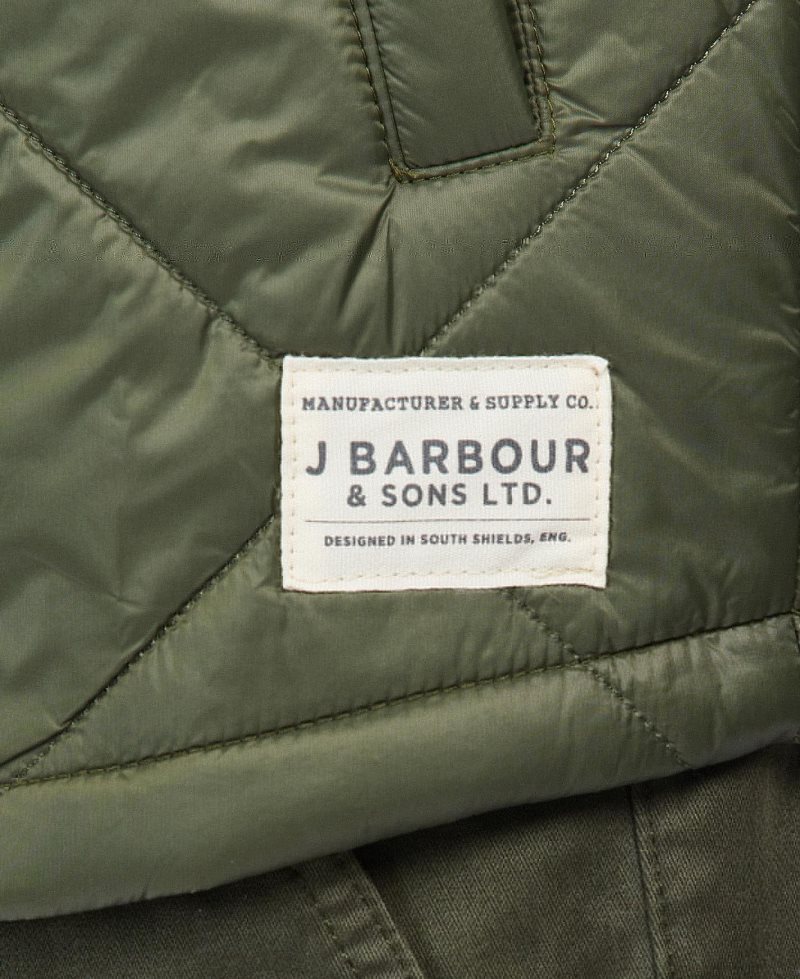 MANUFACTURER & SUPPLY CO.
J BARBOUR
& SONS LTD.
DESIGNED IN SOUTH SHIELDS, ENG.